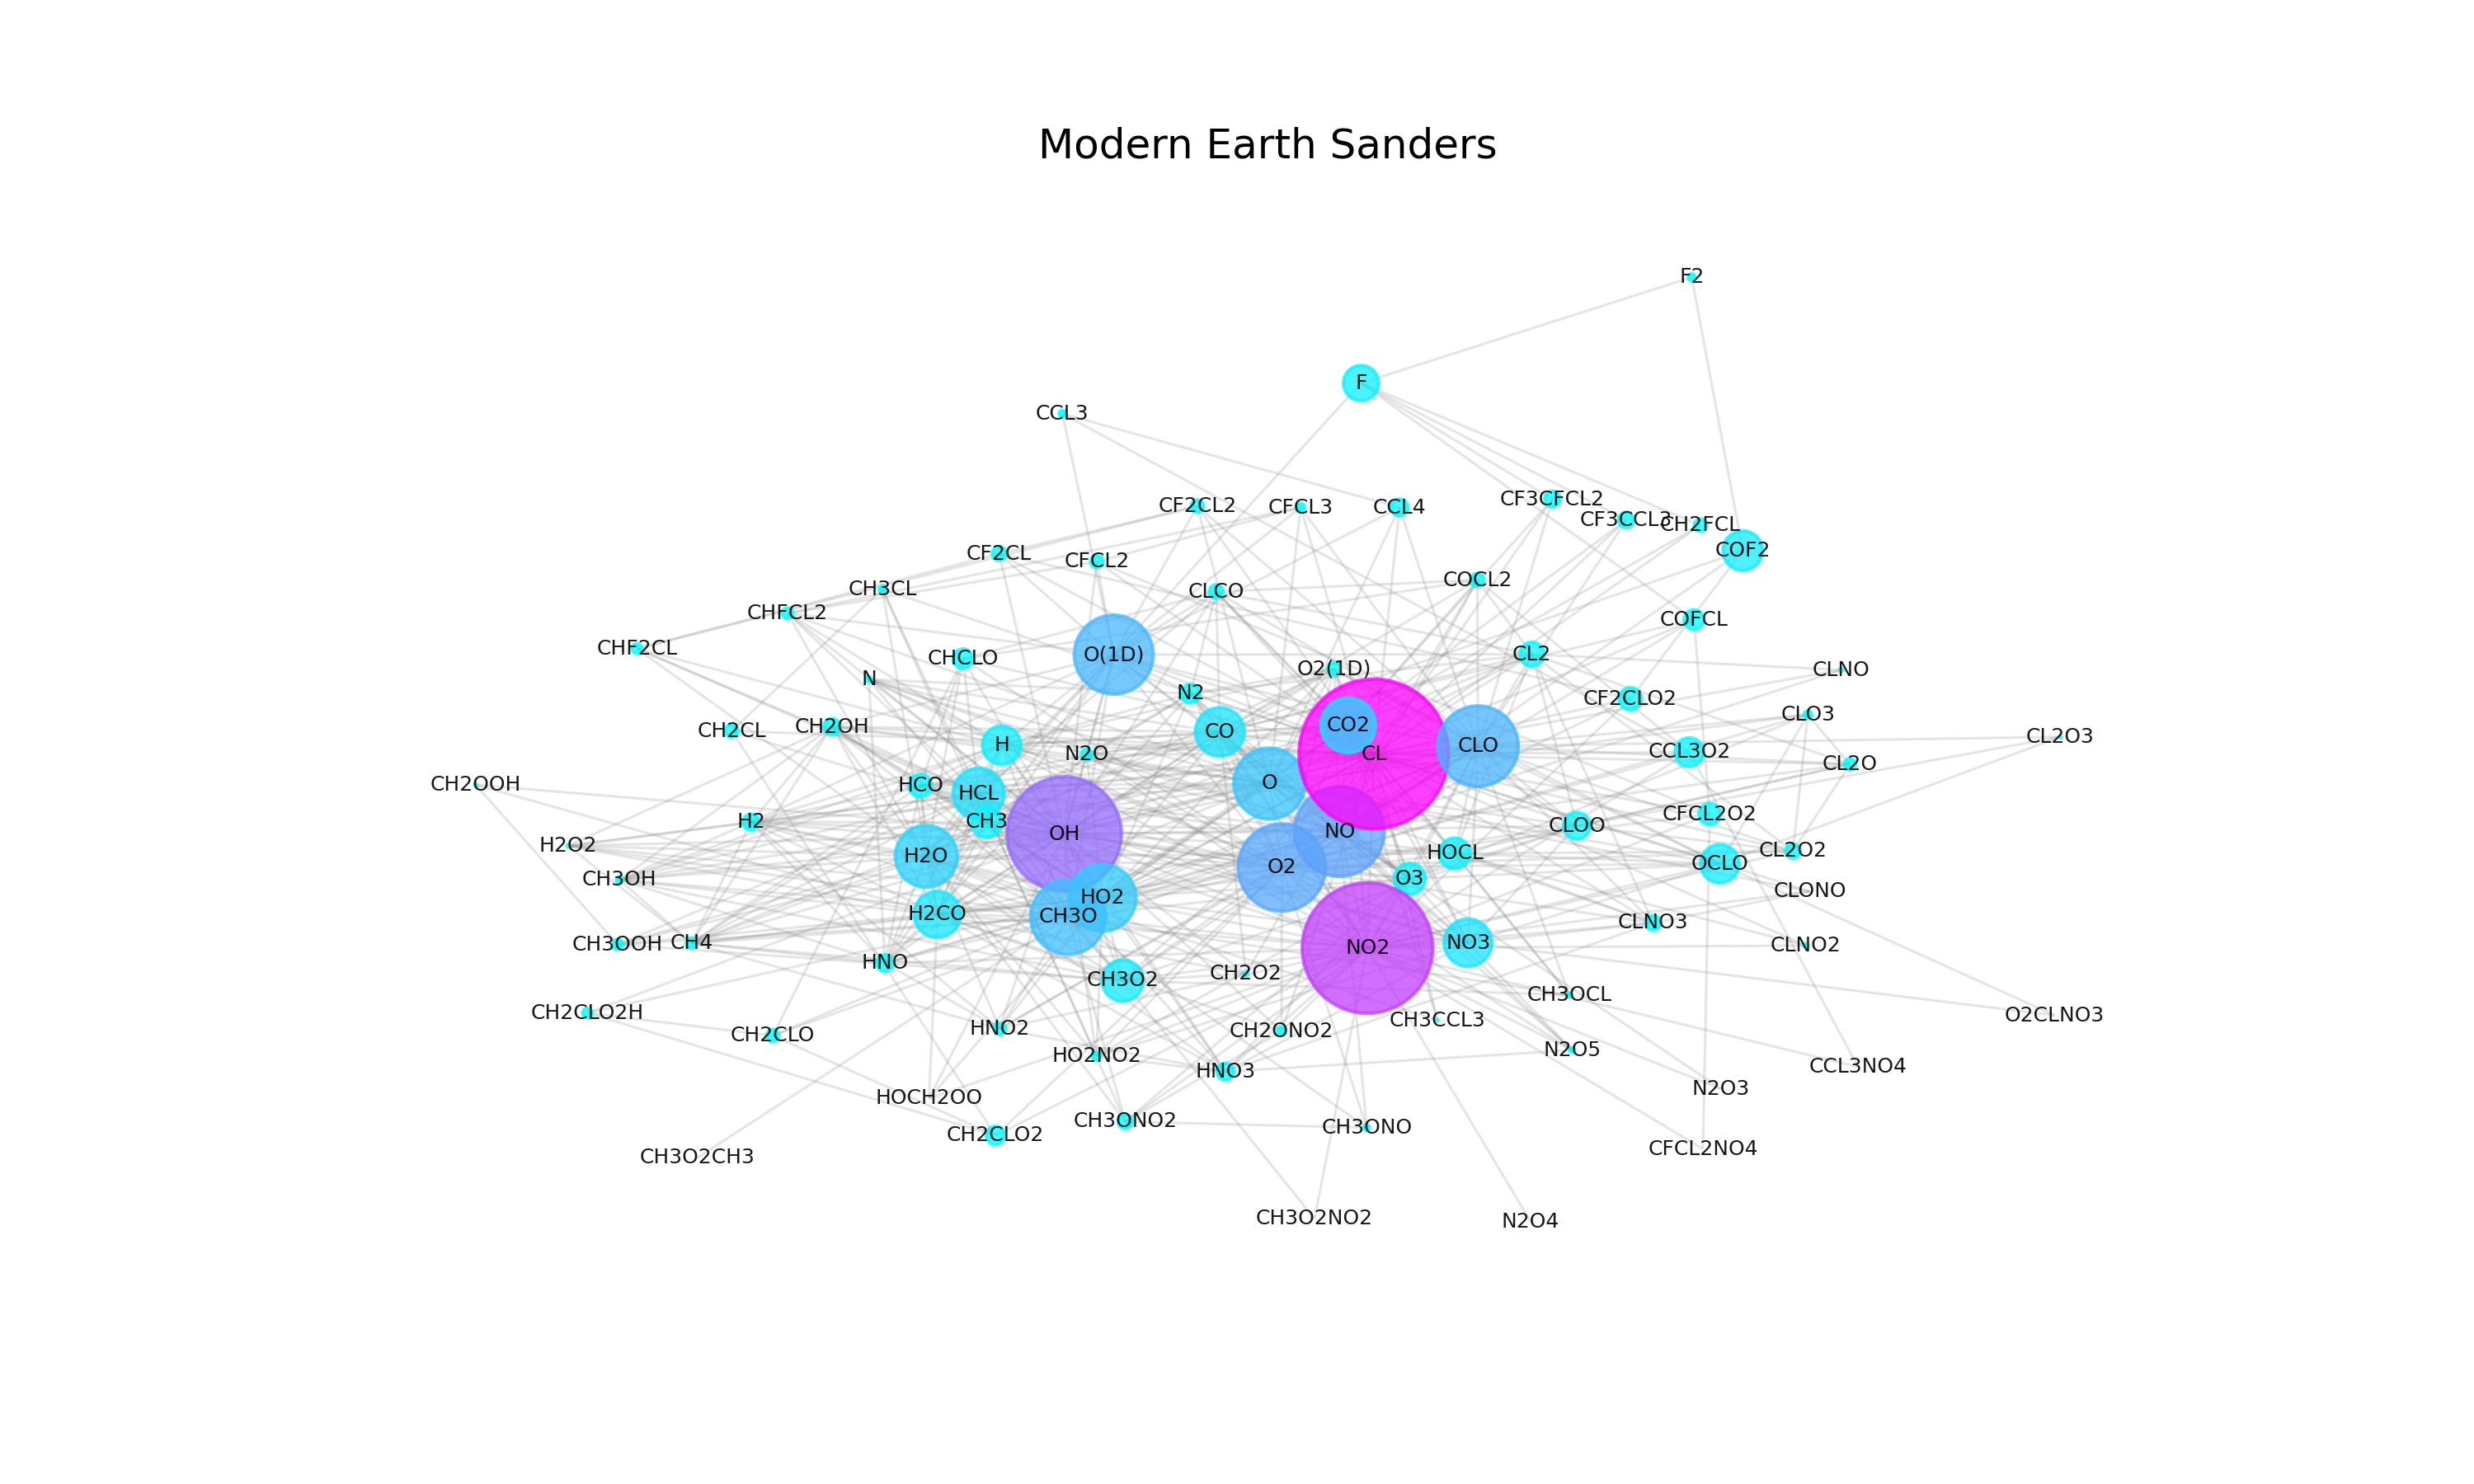 Modern Earth Sanders
F2
F
CCL3
CF3CFCL2
CF2CL2
CFCL3
CCL4
CF3CCL3
CH2FCL
COF2
CF2CL
CFCL2
COCL2
CH3CL
CLCO
CHFCL2
COFCL
CHF2CL
CL2
O(1D)
CHCLO
O2(1D)
CLNO
N
N2
CF2CLO2
CLO3
CO2
CH2OH
CH2CL
CO
CL2O3
H
CLO
CCL3O2
N2O
CL
CL2O
O
CH2OOH
HCO
HCL
CFCL2O2
H2
CH3
CLOO
NO
OH
H2O2
CL2O2
HOCL
H2O
OCLO
O2
O3
CH3OH
CLONO
HO2
H2CO
CH3O
CLNO3
CH3OOH
CH4
NO3
CLNO2
NO2
HNO
CH2O2
CH3O2
CH3OCL
CH2CLO2H
O2CLNO3
CH3CCL3
HNO2
CH2ONO2
CH2CLO
N2O5
HO2NO2
CCL3NO4
HNO3
N2O3
HOCH2OO
CH3ONO2
CH3ONO
CH2CLO2
CFCL2NO4
CH3O2CH3
CH3O2NO2
N2O4